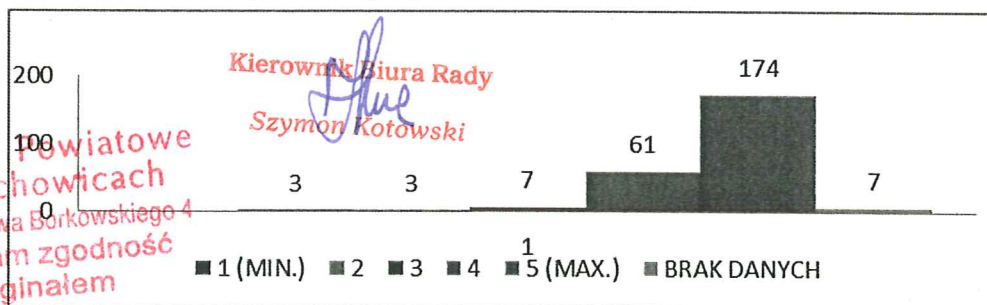 200
100
0
3
3
7
61
174
7
1
1 (MIN.) 2 3 4 5 (MAX.) BRAK DANYCH
Kierownik Biura Rady
Szymon Kotowski
Powiatowe
chowicach
wa Borkowskiego 4
m zgodność
ginałem